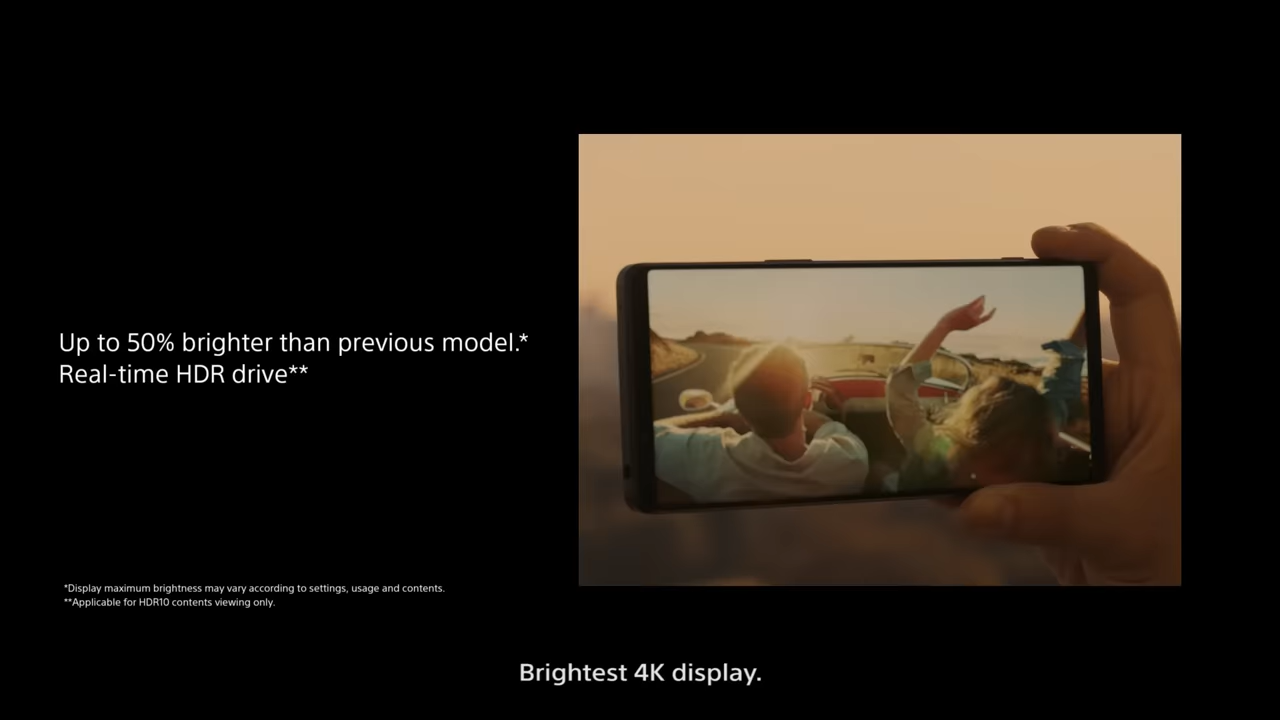 Up to 50% brighter than previous model.*
Real-time HDR drive**
*Display maximum brightness may vary according to settings, usage and contents.
**Applicable for HDR10 contents viewing only.
Brightest 4K display.